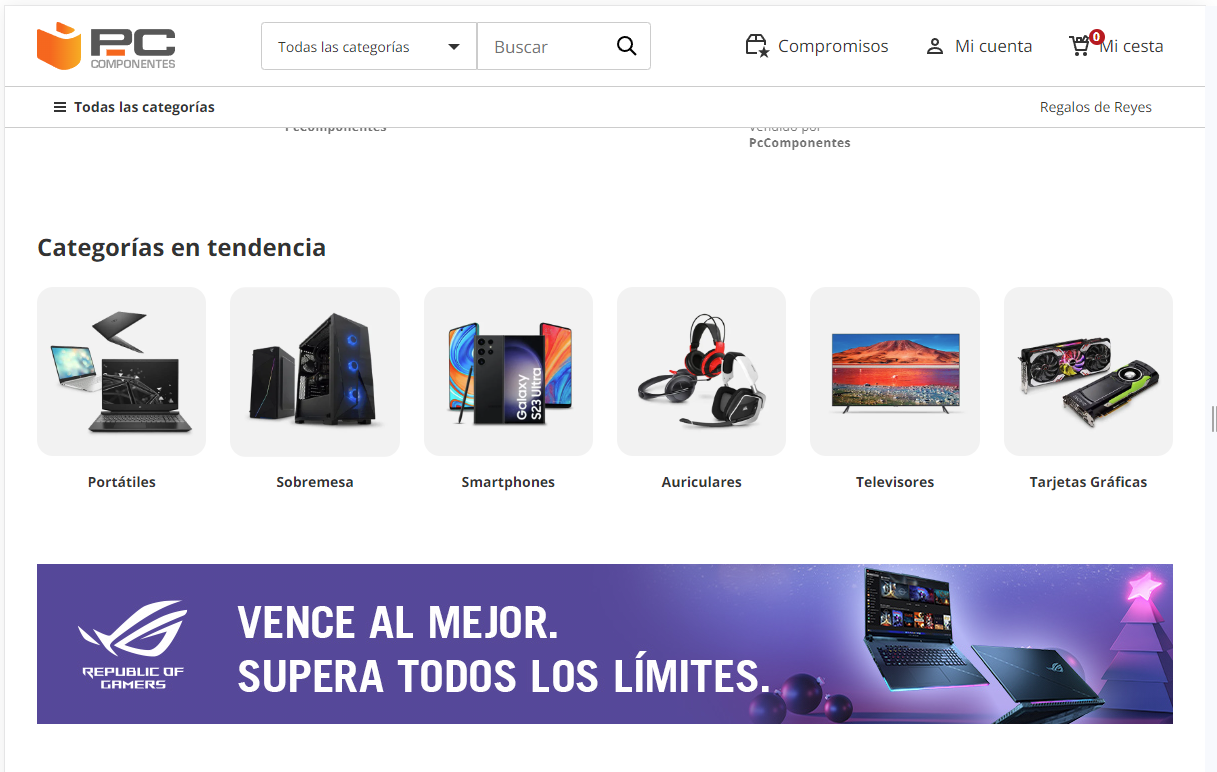 PC
COMPONENTES
Todas las categorías
Buscar
Compromisos
Mi cuenta
0
Mi cesta
Todas las categorías
Regalos de Reyes
PcComponentes
Vendido por
PcComponentes
Categorías en tendencia
Galaxy
S23 Ultra
Portátiles
Sobremesa
Smartphones
Auriculares
Televisores
Tarjetas Gráficas
REPUBLIC OF
GAMERS
VENCE AL MEJOR.
SUPERA TODOS LOS LÍMITES.